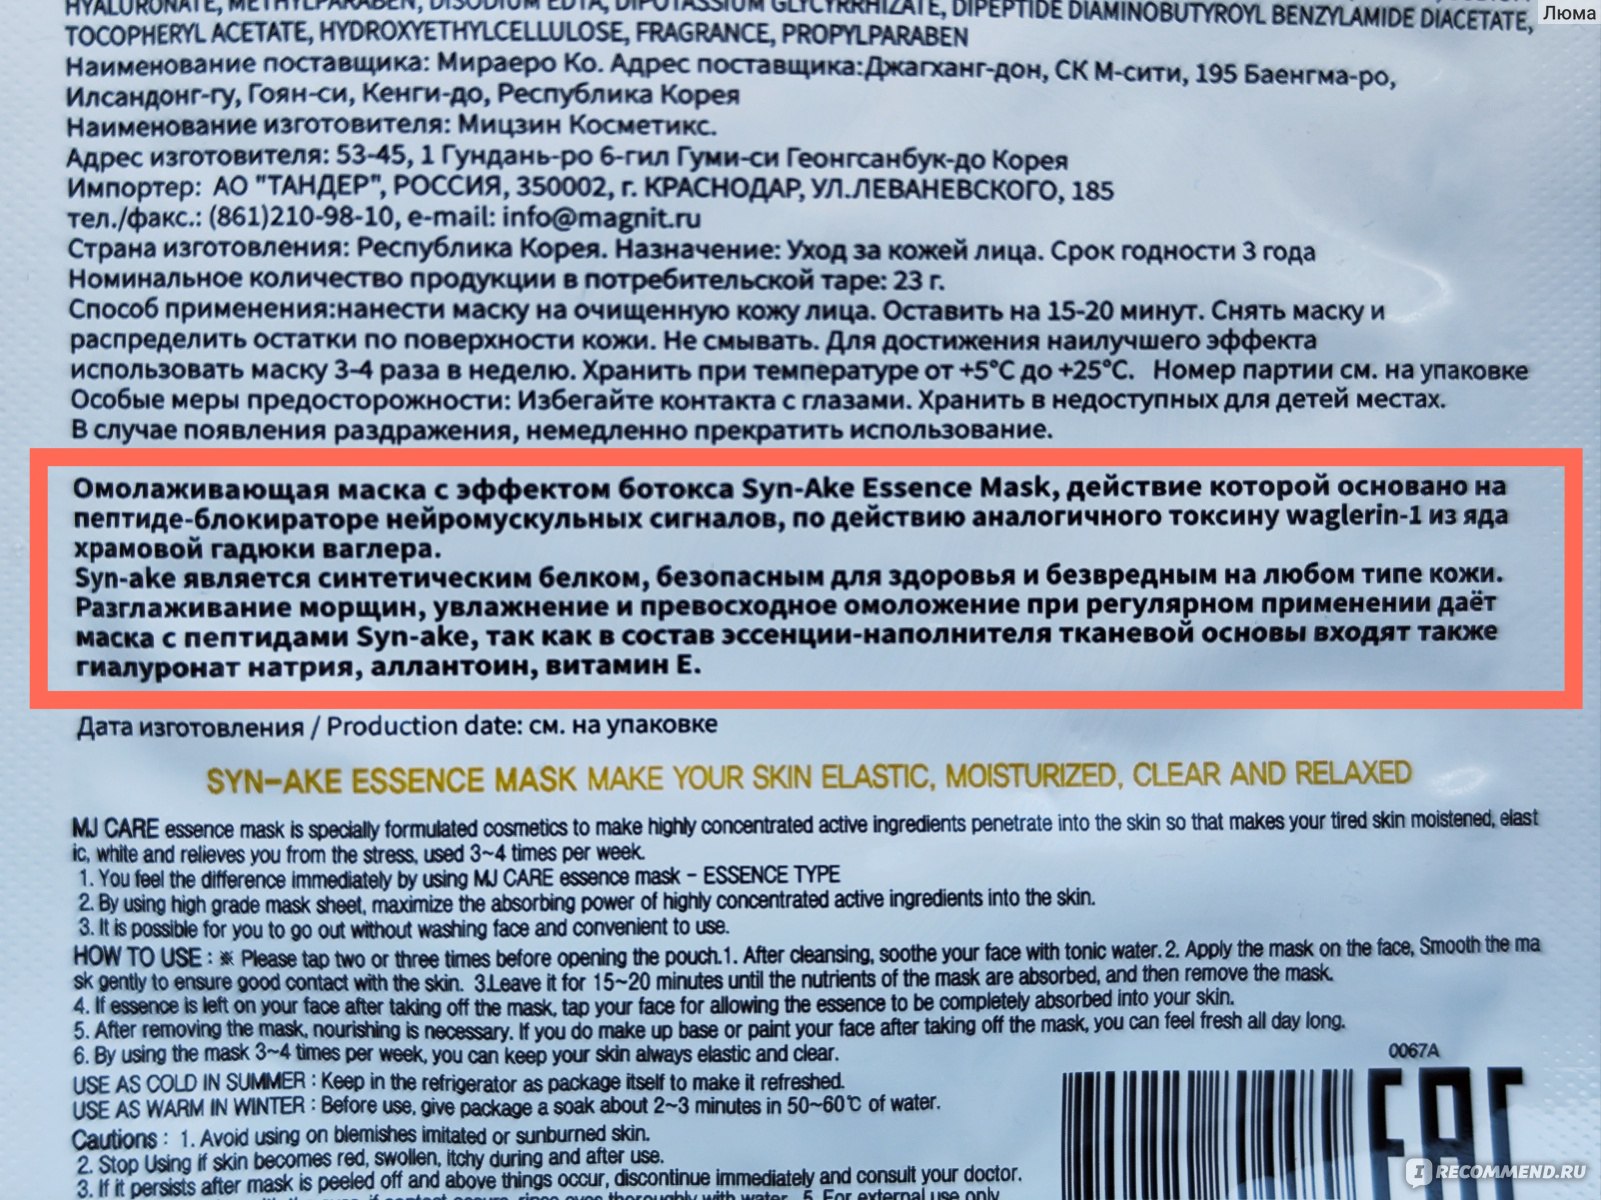 Люма
HYALURONATE, METHYLPARABEN, DISODIUM EDTA, DIPOTASSIUM GLYCYRRHIZATE, DIPEPTIDE DIAMINOBUTYROYL BENZYLAMIDE DIACETATE,
TOCOPHERYL ACETATE, HYDROXYETHYLCELLULOSE, FRAGRANCE, PROPYLPARABEN
Наименование поставщика: Мираеро Ко. Адрес поставщика:Джагханг-дон, СК М-сити, 195 Баенгма-ро,
Илсандонг-гу, Гоян-си, Кенги-до, Республика Корея
Наименование изготовителя: Мицзин Косметикс.
Адрес изготовителя: 53-45, 1 Гундань-ро 6-гил Гуми-си Геонгсанбук-до Корея
Импортер: АО "ТАНДЕР", РОССИЯ, 350002, г. КРАСНОДАР, УЛ.ЛЕВАНЕВСКОГО, 185
тел./факс.: (861)210-98-10, e-mail: info@magnit.ru
Страна изготовления: Республика Корея. Назначение: Уход за кожей лица. Срок годности 3 года
Номинальное количество продукции в потребительской таре: 23 г.
Способ применения:нанести маску на очищенную кожу лица. Оставить на 15-20 минут. Снять маску и
распределить остатки по поверхности кожи. Не смывать. Для достижения наилучшего эффекта
использовать маску 3-4 раза в неделю. Хранить при температуре от +5°C до +25°C. Номер партии см. на упаковке
Особые меры предосторожности: Избегайте контакта с глазами. Хранить в недоступных для детей местах.
В случае появления раздражения, немедленно прекратить использование.
Омолаживающая маска с эффектом ботокса Syn-Ake Essence Mask, действие которой основано на
пептиде-блокираторе нейромускульных сигналов, по действию аналогичного токсину waglerin-1 из яда
храмовой гадюки ваглера.
Syn-ake является синтетическим белком, безопасным для здоровья и безвредным на любом типе кожи.
Разглаживание морщин, увлажнение и превосходное омоложение при регулярном применении даёт
маска с пептидами Syn-ake, так как в состав эссенции-наполнителя тканевой основы входят также
гиалуронат натрия, аллантоин, витамин Е.
Дата изготовления / Production date: см. на упаковке
SYN-AKE ESSENCE MASK MAKE YOUR SKIN ELASTIC, MOISTURIZED, CLEAR AND RELAXED
MJ CARE essence mask is specially formulated cosmetics to make highly concentrated active ingredients penetrate into the skin so that makes your tired skin moistened, elast
ic, white and relieves you from the stress, used 3~4 times per week.
1. You feel the difference immediately by using MJ CARE essence mask - ESSENCE TYPE
2. By using high grade mask sheet, maximize the absorbing power of highly concentrated active ingredients into the skin.
3. It is possible for you to go out without washing face and convenient to use.
HOW TO USE : ※ Please tap two or three times before opening the pouch.1. After cleansing, soothe your face with tonic water.2. Apply the mask on the face, Smooth the ma
sk gently to ensure good contact with the skin. 3.Leave it for 15~20 minutes until the nutrients of the mask are absorbed, and then remove the mask.
4. If essence is left on your face after taking off the mask, tap your face for allowing the essence to be completely absorbed into your skin.
5. After removing the mask, nourishing is necessary. If you do make up base or paint your face after taking off the mask, you can feel fresh all day long.
6. By using the mask 3~4 times per week, you can keep your skin always elastic and clear.
0067A
USE AS COLD IN SUMMER : Keep in the refrigerator as package itself to make it refreshed.
USE AS WARM IN WINTER : Before use, give package a soak about 2~3 minutes in 50~60℃ of water.
Cautions : 1. Avoid using on blemishes imitated or sunburned skin.
2. Stop Using if skin becomes red, swollen, itchy during and after use.
3. If it persists after mask is peeled off and above things occur, discontinue immediately and consult your doctor.
rinse eyes thoroughly with water. 5. For external use only
EAC
IRECOMMEND.RU